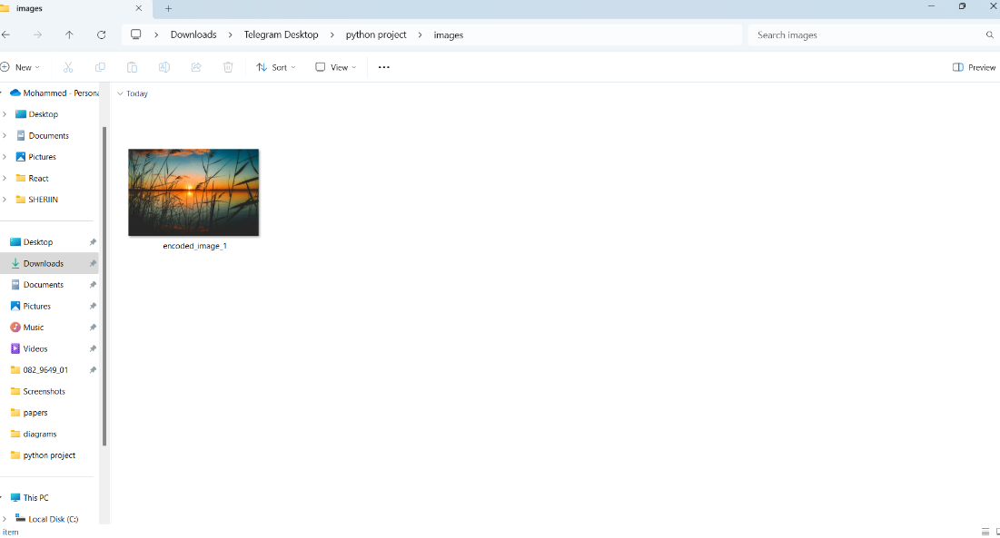 images
Downloads > Telegram Desktop > python project > images
Search images
New
Sort
View
Preview
Mohammed - Persona
Desktop
Documents
Pictures
React
SHERIIN
Desktop
Downloads
Documents
Pictures
Music
Videos
082_9649_01
Screenshots
papers
diagrams
python project
This PC
Local Disk (C:)
Today
encoded_image_1
item